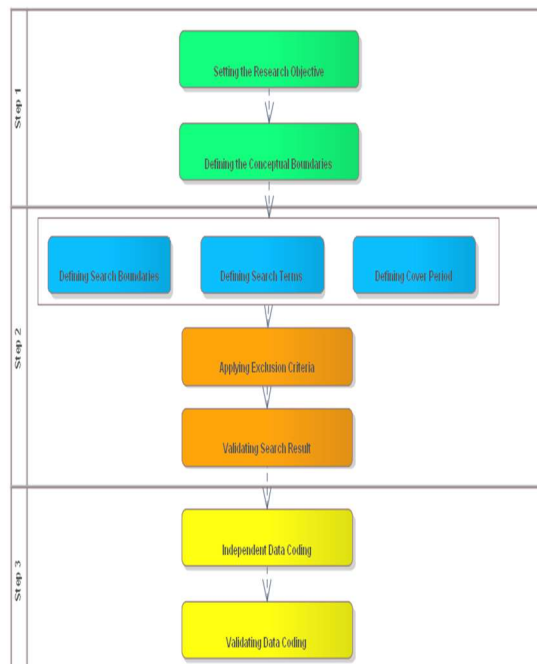 Step 1
Setting the Research Objective
Defining the Conceptual Boundaries
Step 2
Defining Search Boundaries
Defining Search Terms
Defining Cover Period
Applying Exclusion Criteria
Validating Search Result
Step 3
Independent Data Coding
Validating Data Coding